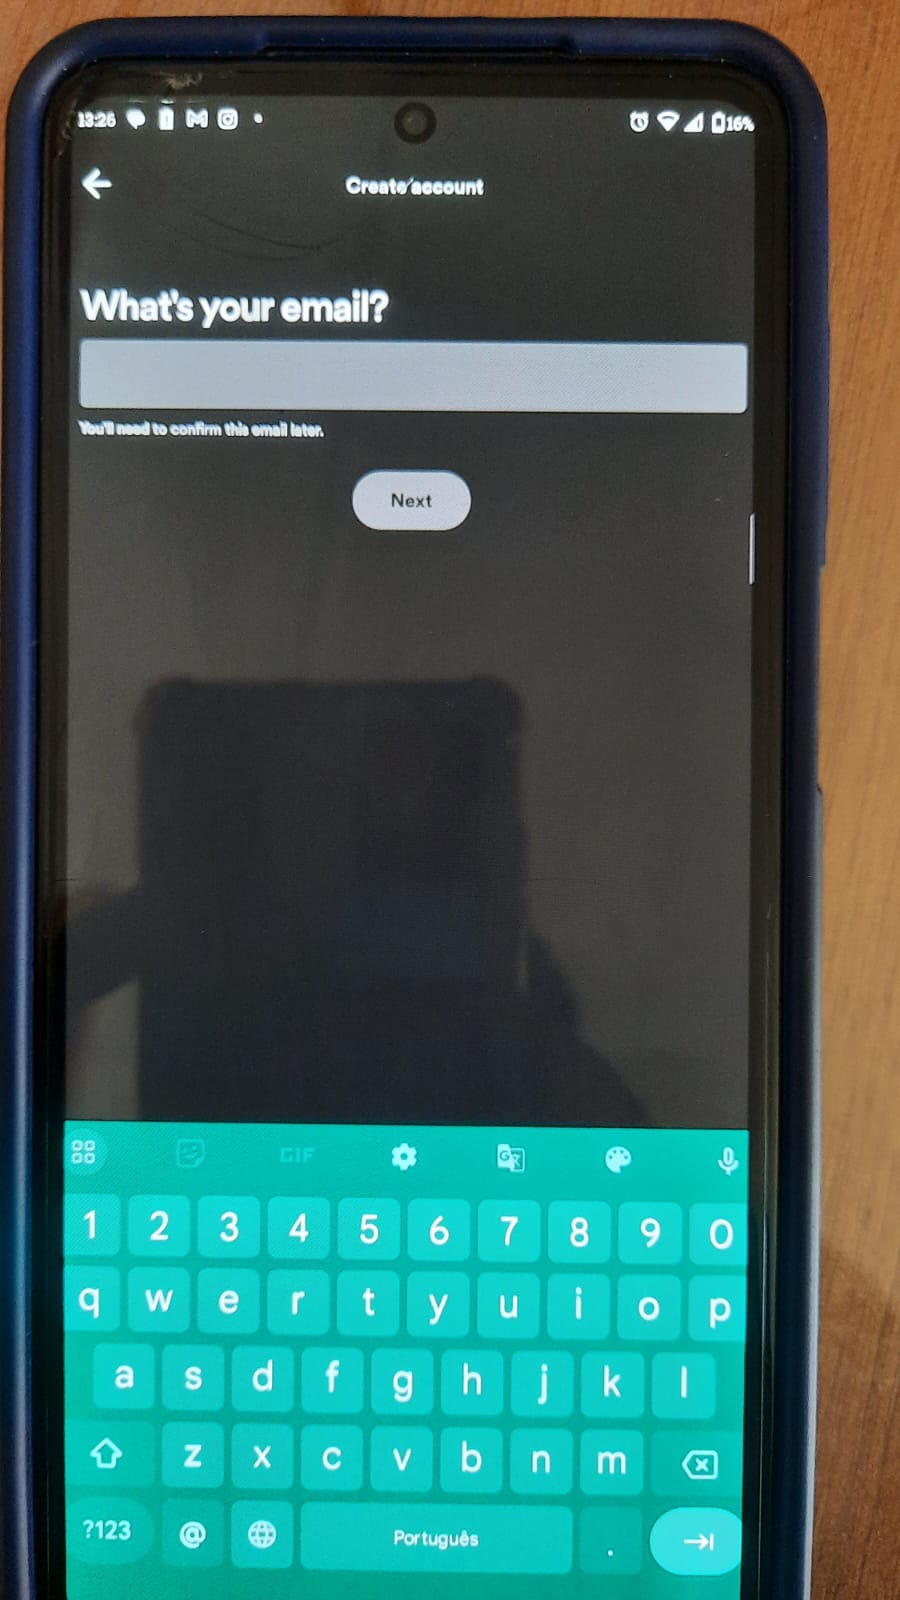 13:26 16%
Create account
What's your email?
You'll need to confirm this email later.
Next
GIF
1 2 3 4 5 6 7 8 9 0
q w e r t y u i o p
a s d f g h j k l
z x c v b n m
?123 @ Português .